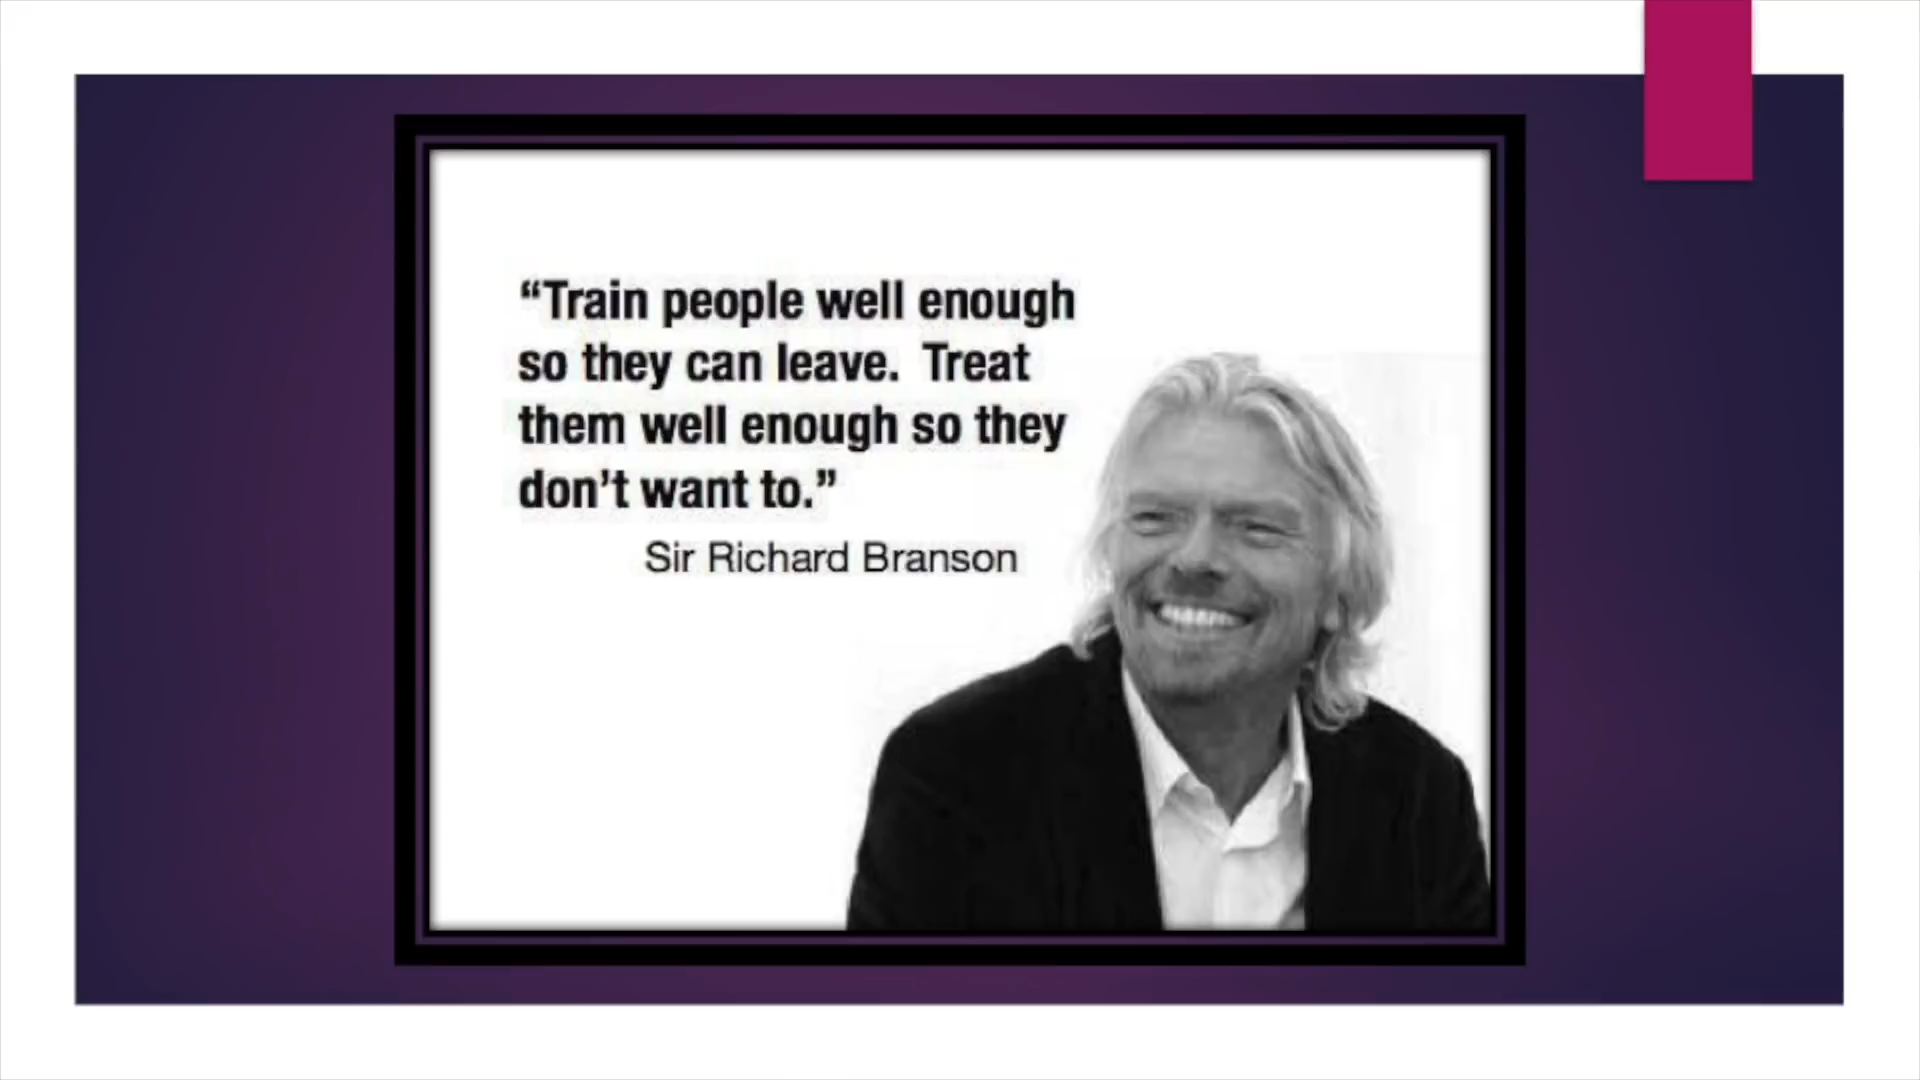 “Train people well enough
so they can leave.  Treat
them well enough so they
don’t want to.”
Sir Richard Branson